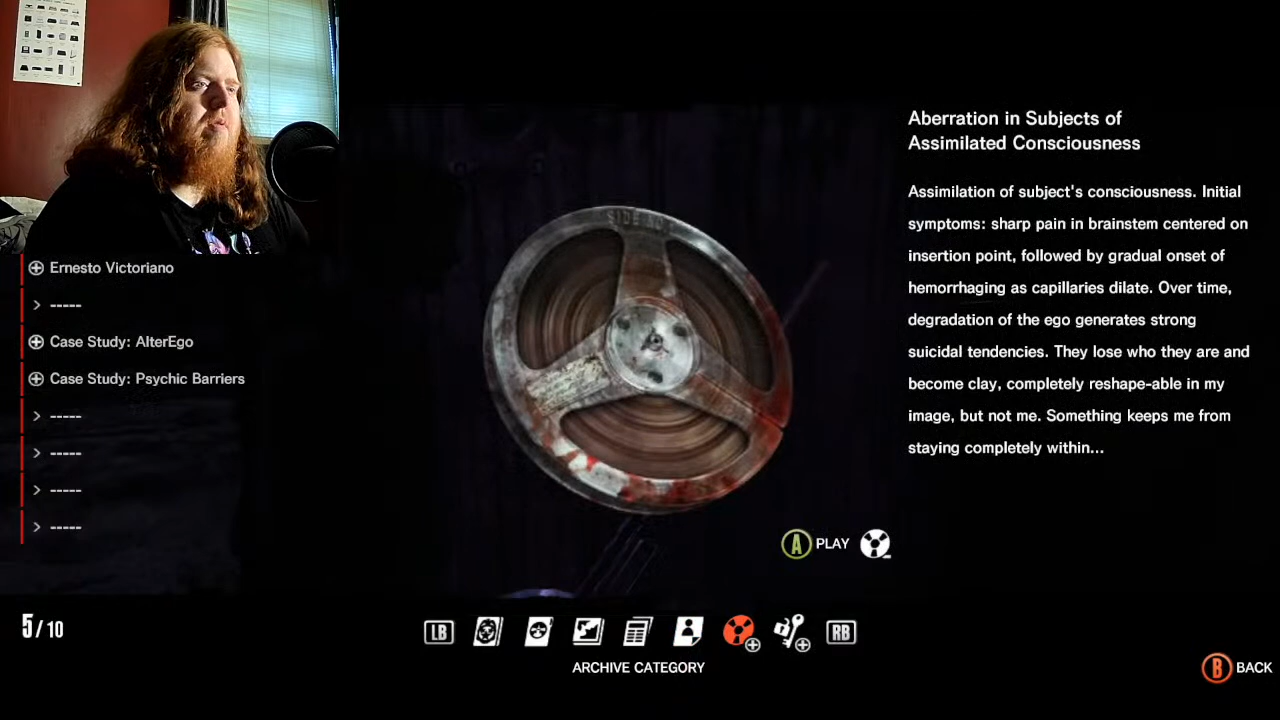 Aberration in Subjects of
Assimilated Consciousness
Assimilation of subject's consciousness. Initial
symptoms: sharp pain in brainstem centered on
insertion point, followed by gradual onset of
hemorrhaging as capillaries dilate. Over time,
degradation of the ego generates strong
suicidal tendencies. They lose who they are and
become clay, completely reshape-able in my
image, but not me. Something keeps me from
staying completely within...
Ernesto Victoriano
> -----
Case Study: AlterEgo
Case Study: Psychic Barriers
> -----
> -----
> -----
> -----
SIDE
A PLAY
5/10
LB
RB
ARCHIVE CATEGORY
B BACK